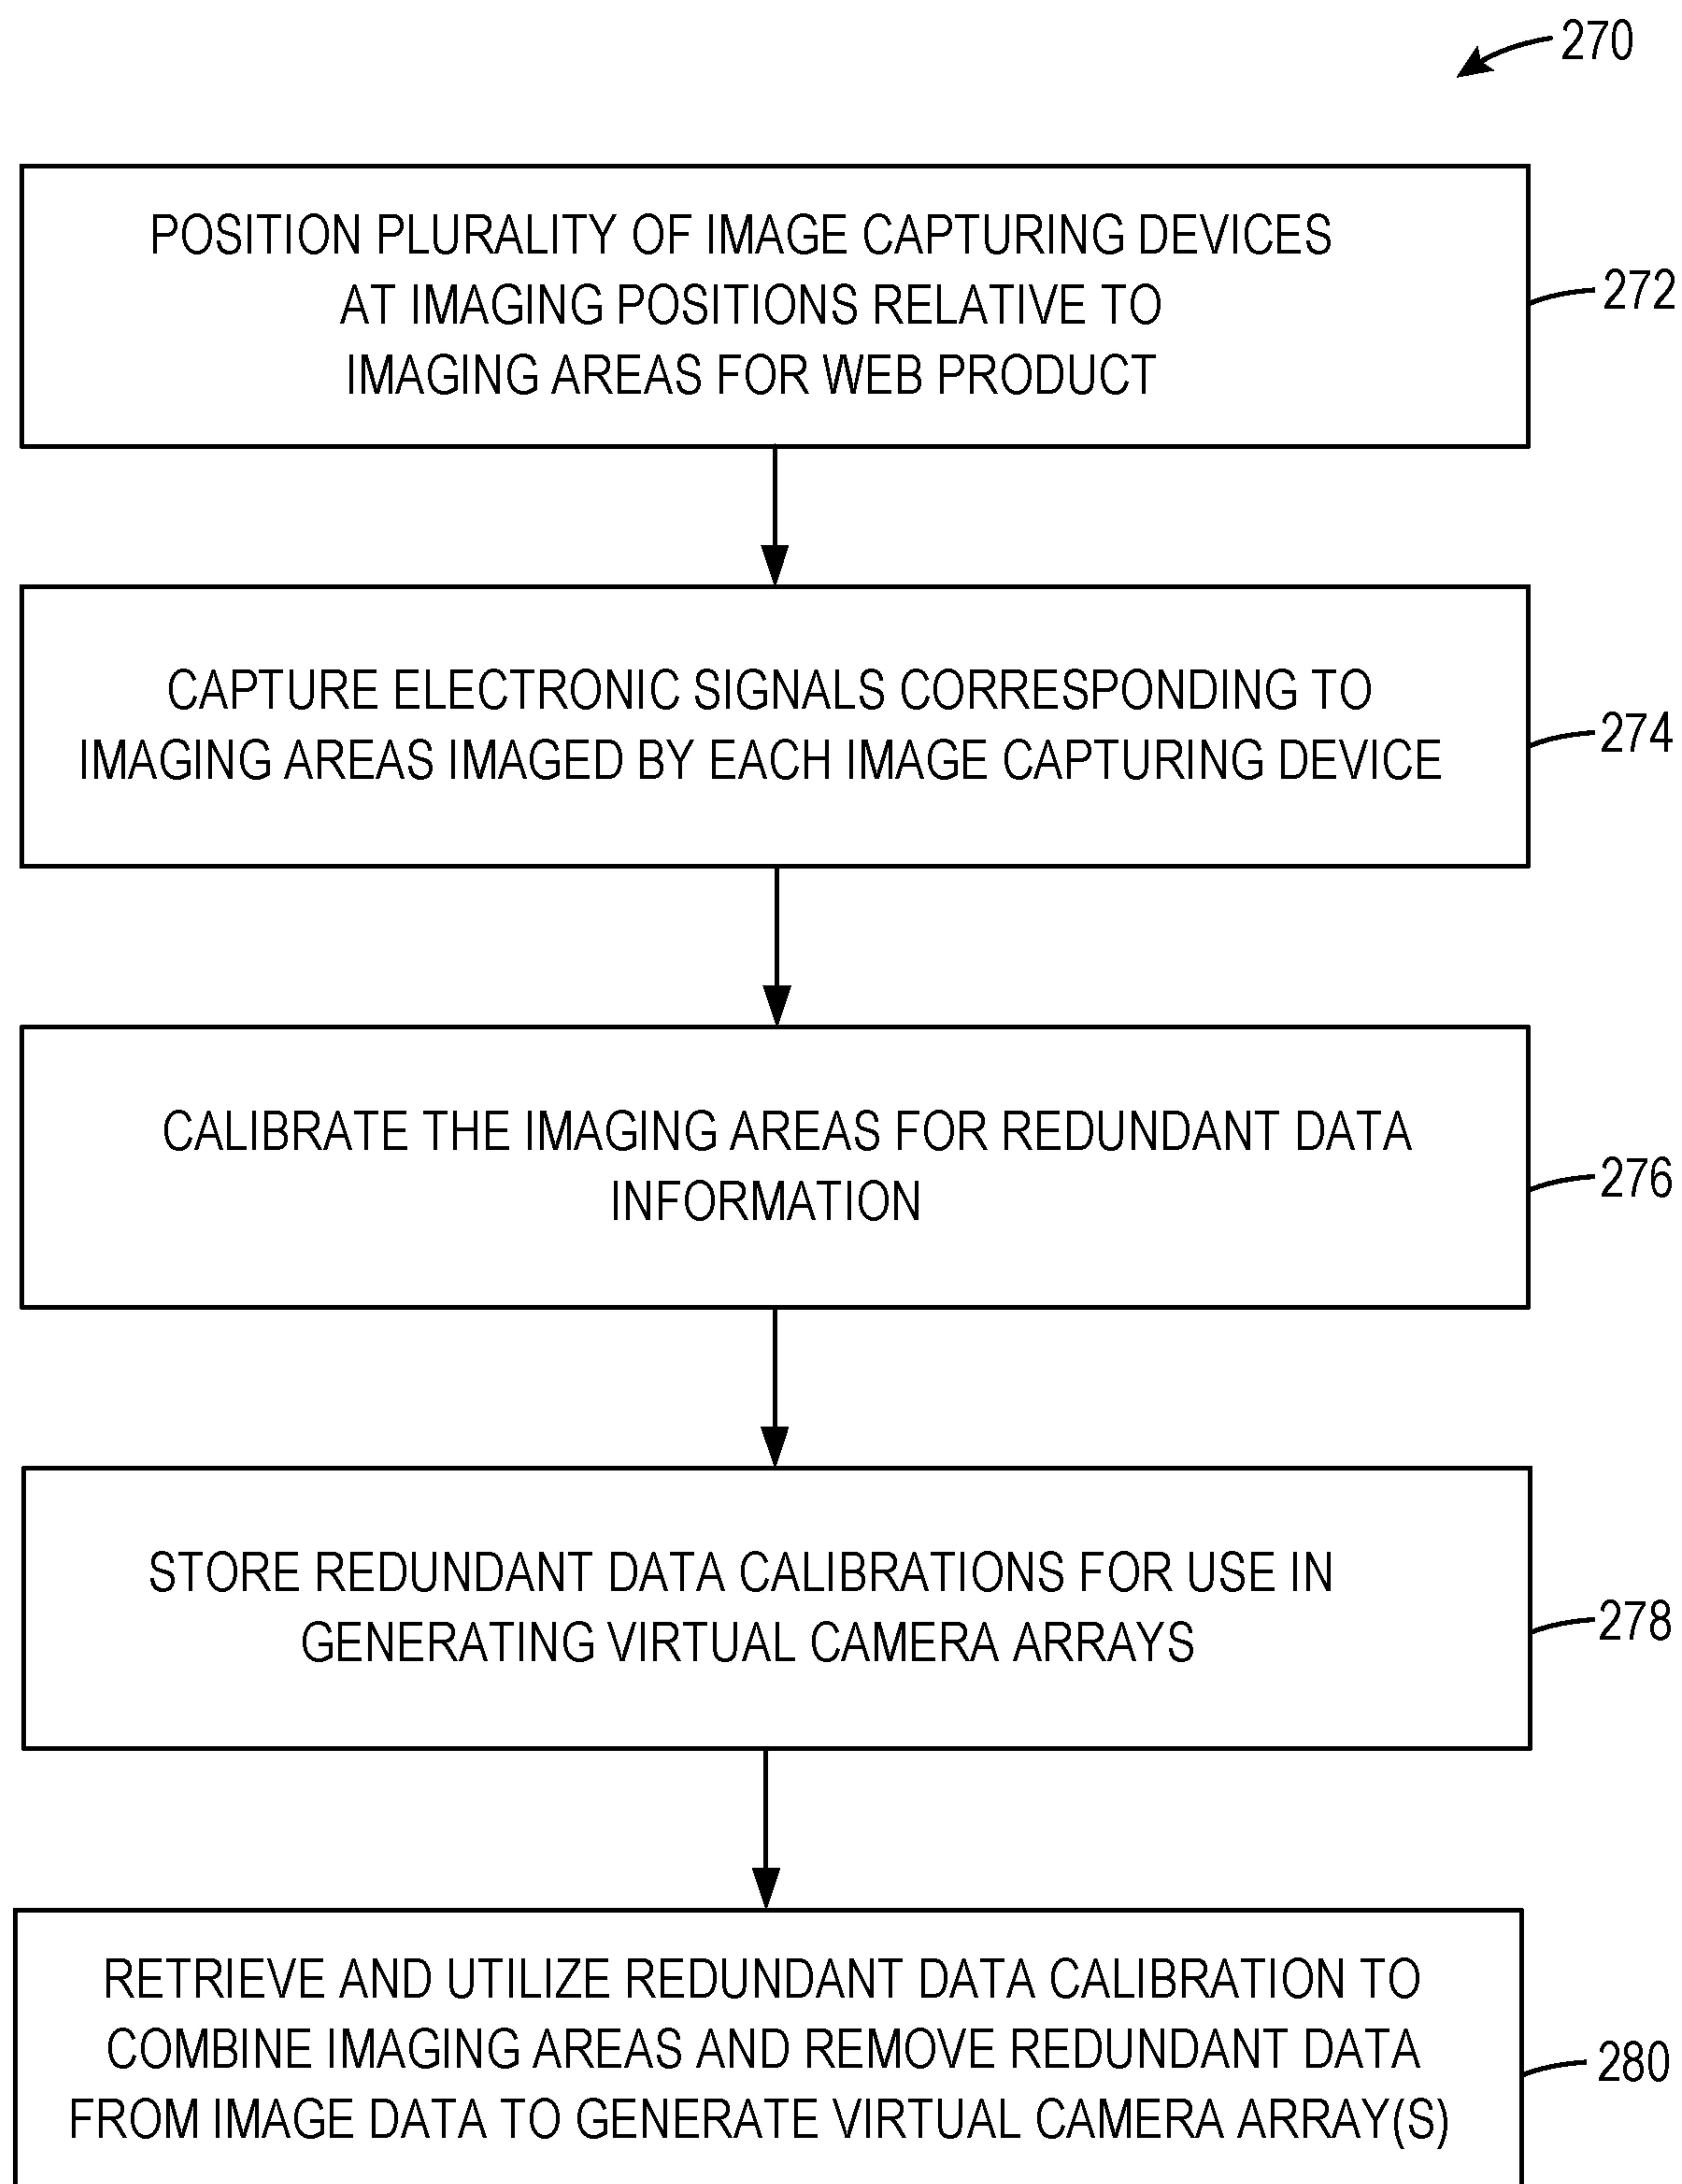 270
POSITION PLURALITY OF IMAGE CAPTURING DEVICES
AT IMAGING POSITIONS RELATIVE TO
IMAGING AREAS FOR WEB PRODUCT
272
CAPTURE ELECTRONIC SIGNALS CORRESPONDING TO
IMAGING AREAS IMAGED BY EACH IMAGE CAPTURING DEVICE
274
CALIBRATE THE IMAGING AREAS FOR REDUNDANT DATA
INFORMATION
276
STORE REDUNDANT DATA CALIBRATIONS FOR USE IN
GENERATING VIRTUAL CAMERA ARRAYS
278
RETRIEVE AND UTILIZE REDUNDANT DATA CALIBRATION TO
COMBINE IMAGING AREAS AND REMOVE REDUNDANT DATA
FROM IMAGE DATA TO GENERATE VIRTUAL CAMERA ARRAY(S)
280